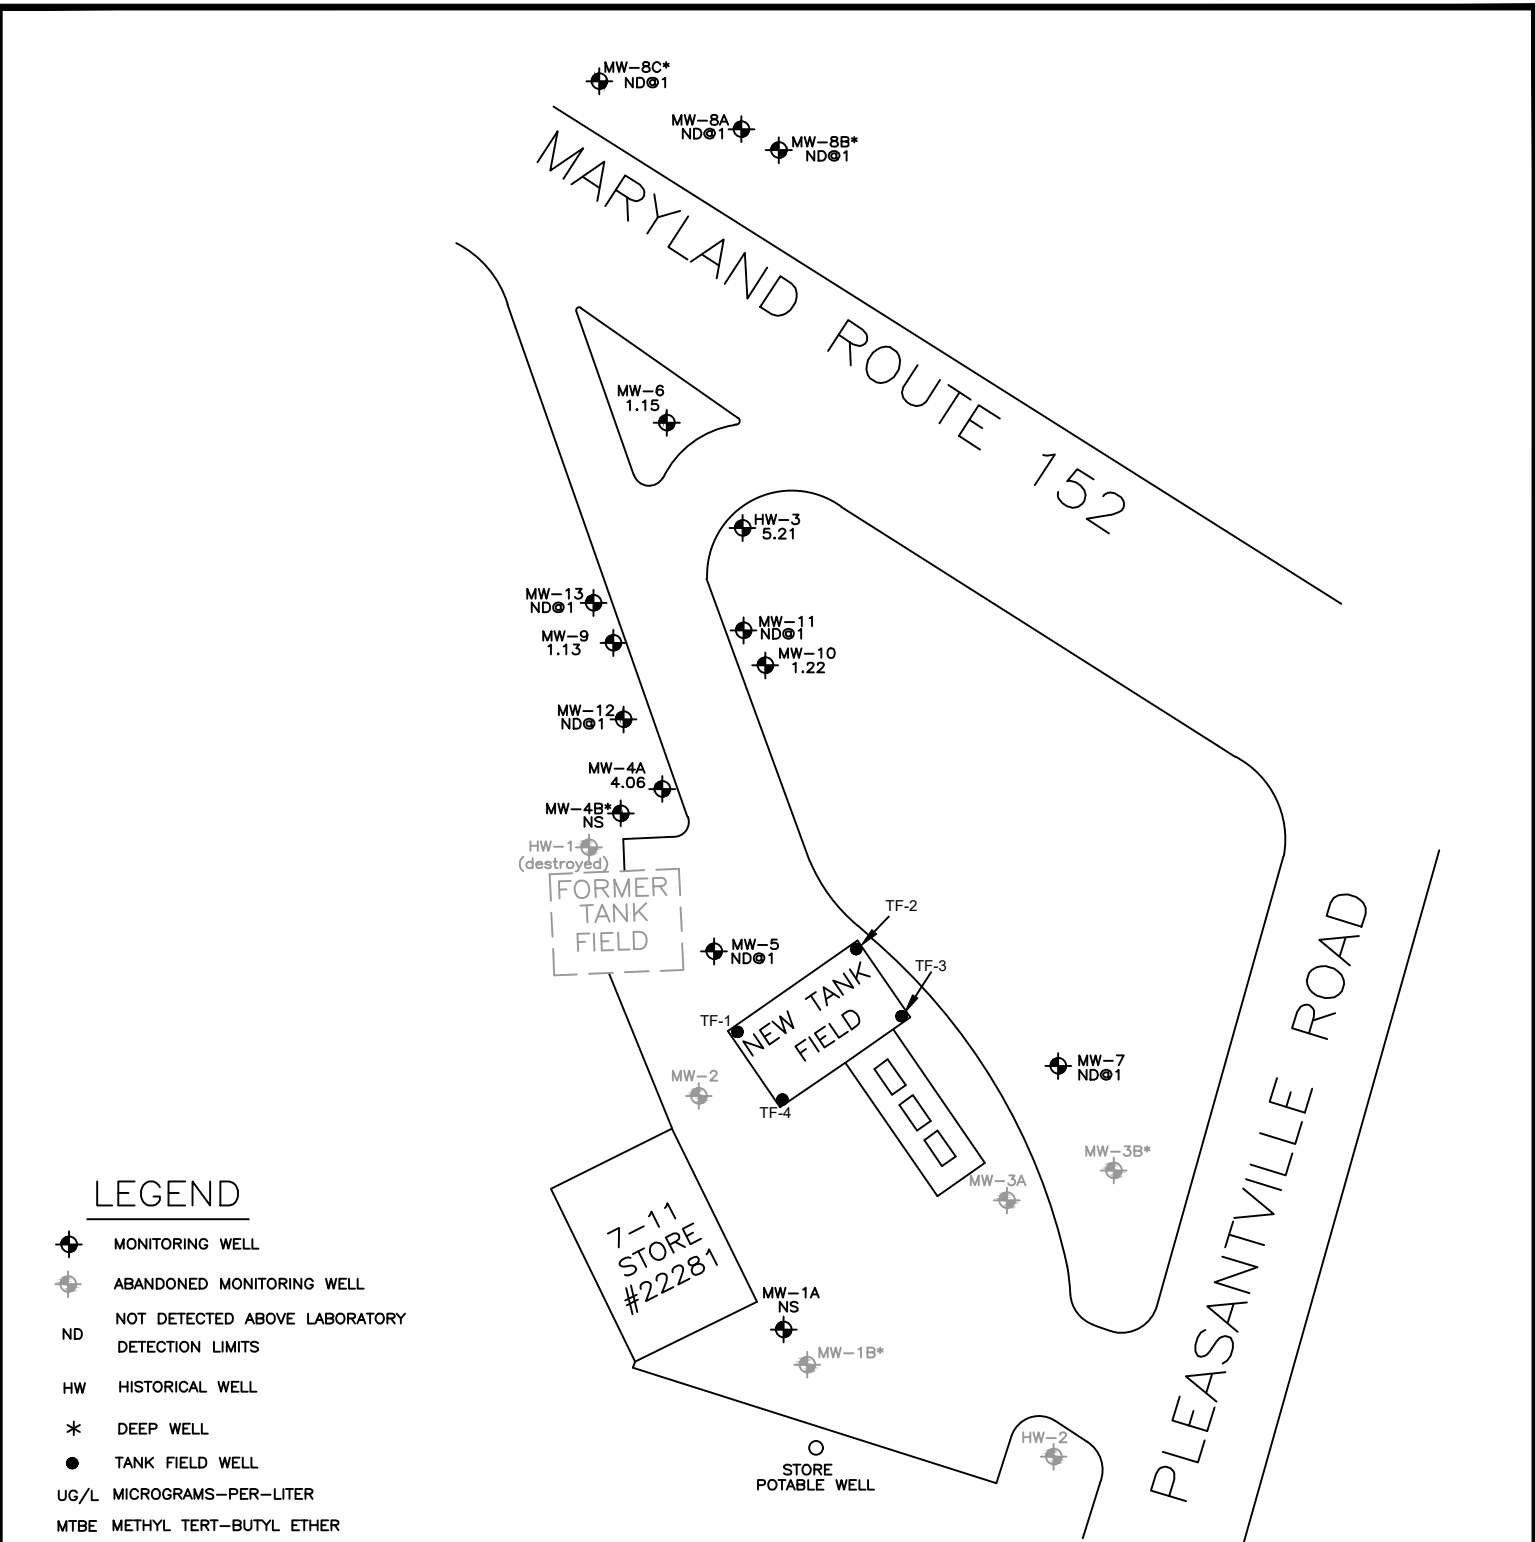 MW-8C*
ND@1
MW-8A
ND@1
MW-8B*
ND@1
MARYLAND ROUTE 152
MW-6
1.15
HW-3
5.21
MW-13
ND@1
MW-9
1.13
MW-11
ND@1
MW-10
1.22
MW-12
ND@1
MW-4A
4.06
MW-4B*
NS
HW-1
(destroyed)
FORMER
TANK
FIELD
TF-2
MW-5
ND@1
TF-3
TF-1
NEW TANK
FIELD
MW-7
ND@1
MW-2
TF-4
PLEASANTVILLE ROAD
MW-3B*
MW-3A
7-11
STORE
#22281
MW-1A
NS
MW-1B*
HW-2
STORE
POTABLE WELL
LEGEND
MONITORING WELL
ABANDONED MONITORING WELL
ND NOT DETECTED ABOVE LABORATORY
DETECTION LIMITS
HW HISTORICAL WELL
* DEEP WELL
TANK FIELD WELL
UG/L MICROGRAMS-PER-LITER
MTBE METHYL TERT-BUTYL ETHER